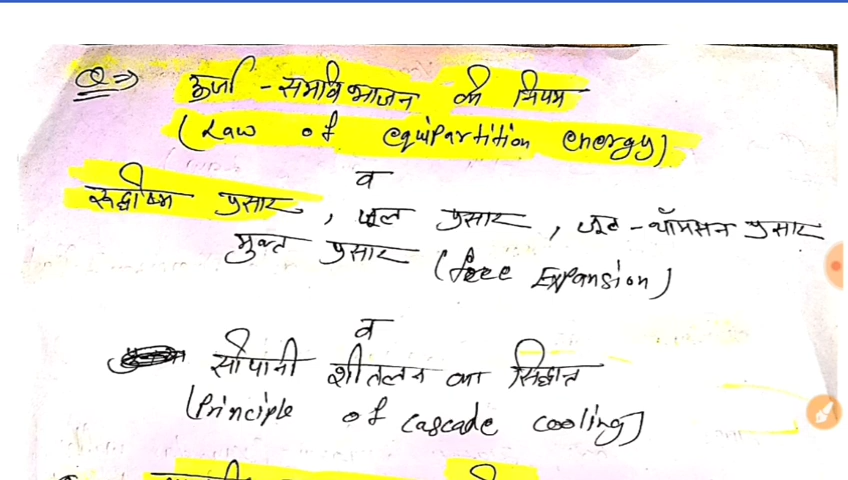 Q ⇒ ऊर्जा - समविभाजन का नियम
(Law of equipartition energy)
व
रूद्धोष्म प्रसार, जूल प्रसार, जूल - थॉमसन प्रसार
मुक्त प्रसार (free Expansion)
व
सोपानी शीतलन का सिद्धांत
(Principle of cascade cooling)